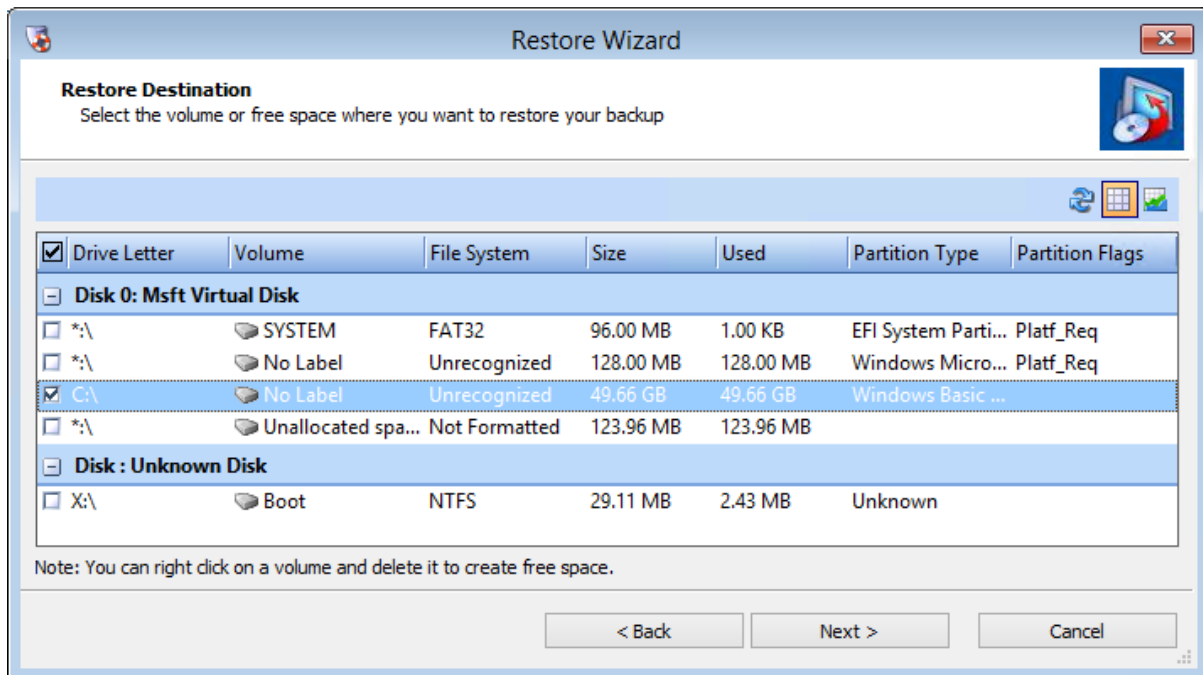 Restore Wizard
Restore Destination
Select the volume or free space where you want to restore your backup
Drive Letter Volume File System Size Used Partition Type Partition Flags
Disk 0: Msft Virtual Disk
*:\ SYSTEM FAT32 96.00 MB 1.00 KB EFI System Parti... Platf_Req
*:\ No Label Unrecognized 128.00 MB 128.00 MB Windows Micro... Platf_Req
C:\ No Label Unrecognized 49.66 GB 49.66 GB Windows Basic ...
*:\ Unallocated spa... Not Formatted 123.96 MB 123.96 MB
Disk : Unknown Disk
X:\ Boot NTFS 29.11 MB 2.43 MB Unknown
Note: You can right click on a volume and delete it to create free space.
< Back Next > Cancel